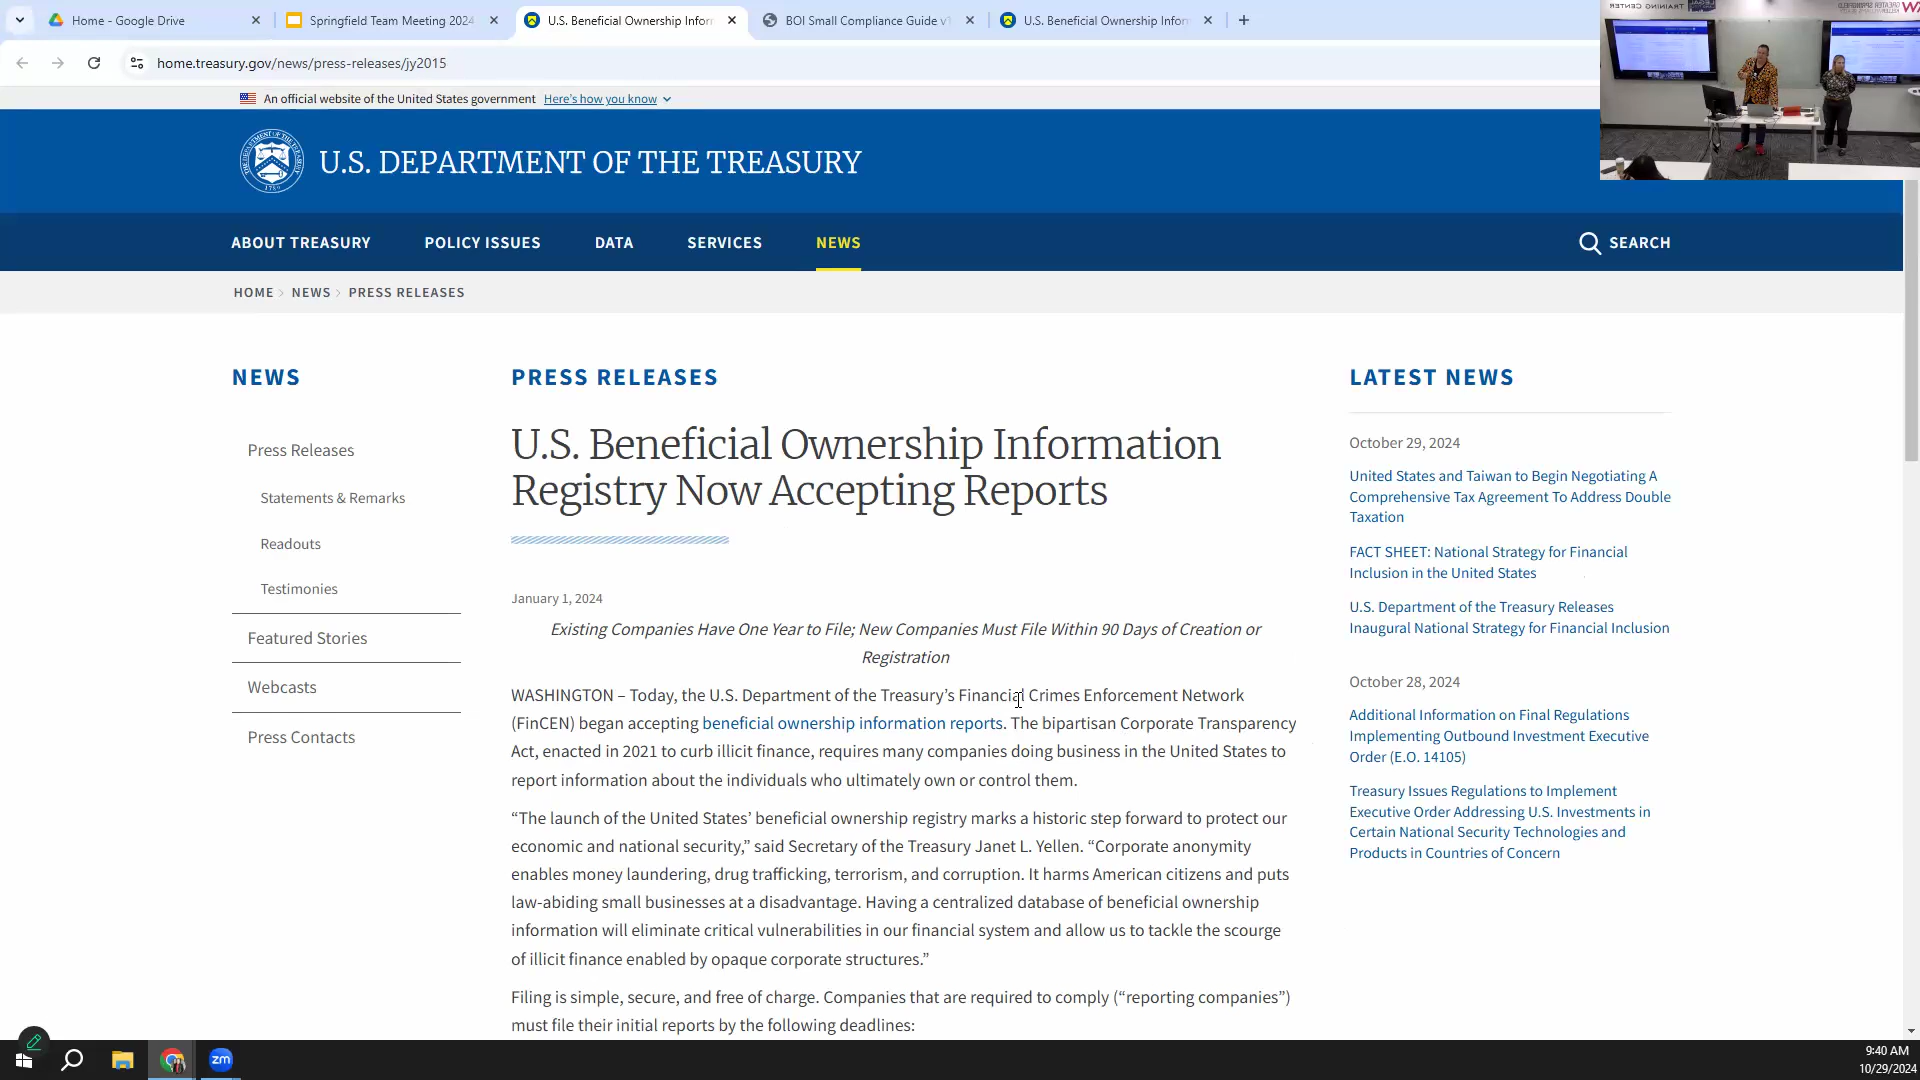 Home - Google Drive
Springfield Team Meeting 2024
U.S. Beneficial Ownership Infor
BOI Small Compliance Guide v1
U.S. Beneficial Ownership Infor
home.treasury.gov/news/press-releases/jy2015
An official website of the United States government Here's how you know
U.S. DEPARTMENT OF THE TREASURY
ABOUT TREASURY
POLICY ISSUES
DATA
SERVICES
NEWS
SEARCH
HOME > NEWS > PRESS RELEASES
NEWS
Press Releases
Statements & Remarks
Readouts
Testimonies
Featured Stories
Webcasts
Press Contacts
PRESS RELEASES
U.S. Beneficial Ownership Information
Registry Now Accepting Reports
January 1, 2024
Existing Companies Have One Year to File; New Companies Must File Within 90 Days of Creation or
Registration
WASHINGTON – Today, the U.S. Department of the Treasury’s Financial Crimes Enforcement Network
(FinCEN) began accepting beneficial ownership information reports. The bipartisan Corporate Transparency
Act, enacted in 2021 to curb illicit finance, requires many companies doing business in the United States to
report information about the individuals who ultimately own or control them.
“The launch of the United States’ beneficial ownership registry marks a historic step forward to protect our
economic and national security,” said Secretary of the Treasury Janet L. Yellen. “Corporate anonymity
enables money laundering, drug trafficking, terrorism, and corruption. It harms American citizens and puts
law-abiding small businesses at a disadvantage. Having a centralized database of beneficial ownership
information will eliminate critical vulnerabilities in our financial system and allow us to tackle the scourge
of illicit finance enabled by opaque corporate structures.”
Filing is simple, secure, and free of charge. Companies that are required to comply (“reporting companies”)
must file their initial reports by the following deadlines:
LATEST NEWS
October 29, 2024
United States and Taiwan to Begin Negotiating A
Comprehensive Tax Agreement To Address Double
Taxation
FACT SHEET: National Strategy for Financial
Inclusion in the United States
U.S. Department of the Treasury Releases
Inaugural National Strategy for Financial Inclusion
October 28, 2024
Additional Information on Final Regulations
Implementing Outbound Investment Executive
Order (E.O. 14105)
Treasury Issues Regulations to Implement
Executive Order Addressing U.S. Investments in
Certain National Security Technologies and
Products in Countries of Concern
TRAINING CENTER
zm
9:40 AM
10/29/2024